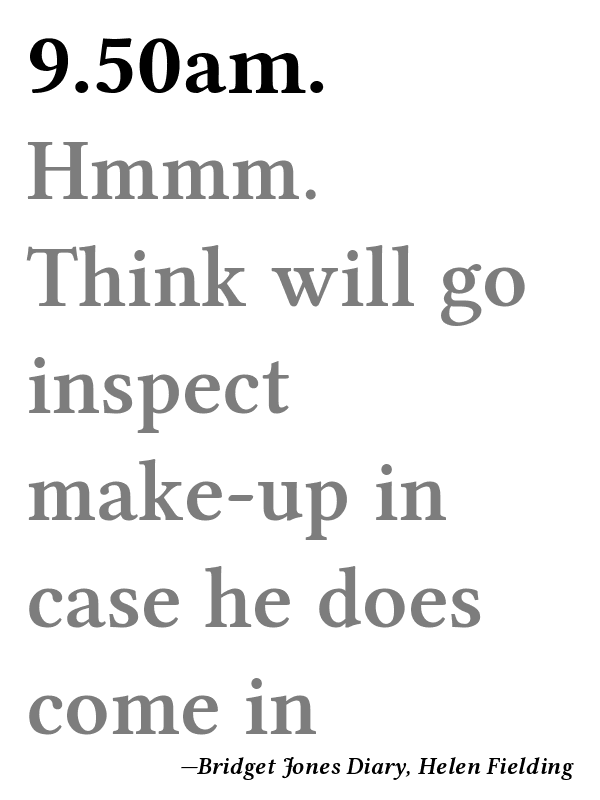 9.50am.
Hmmm.
Think will go
inspect
make-up in
case he does
come in
—Bridget Jones Diary, Helen Fielding